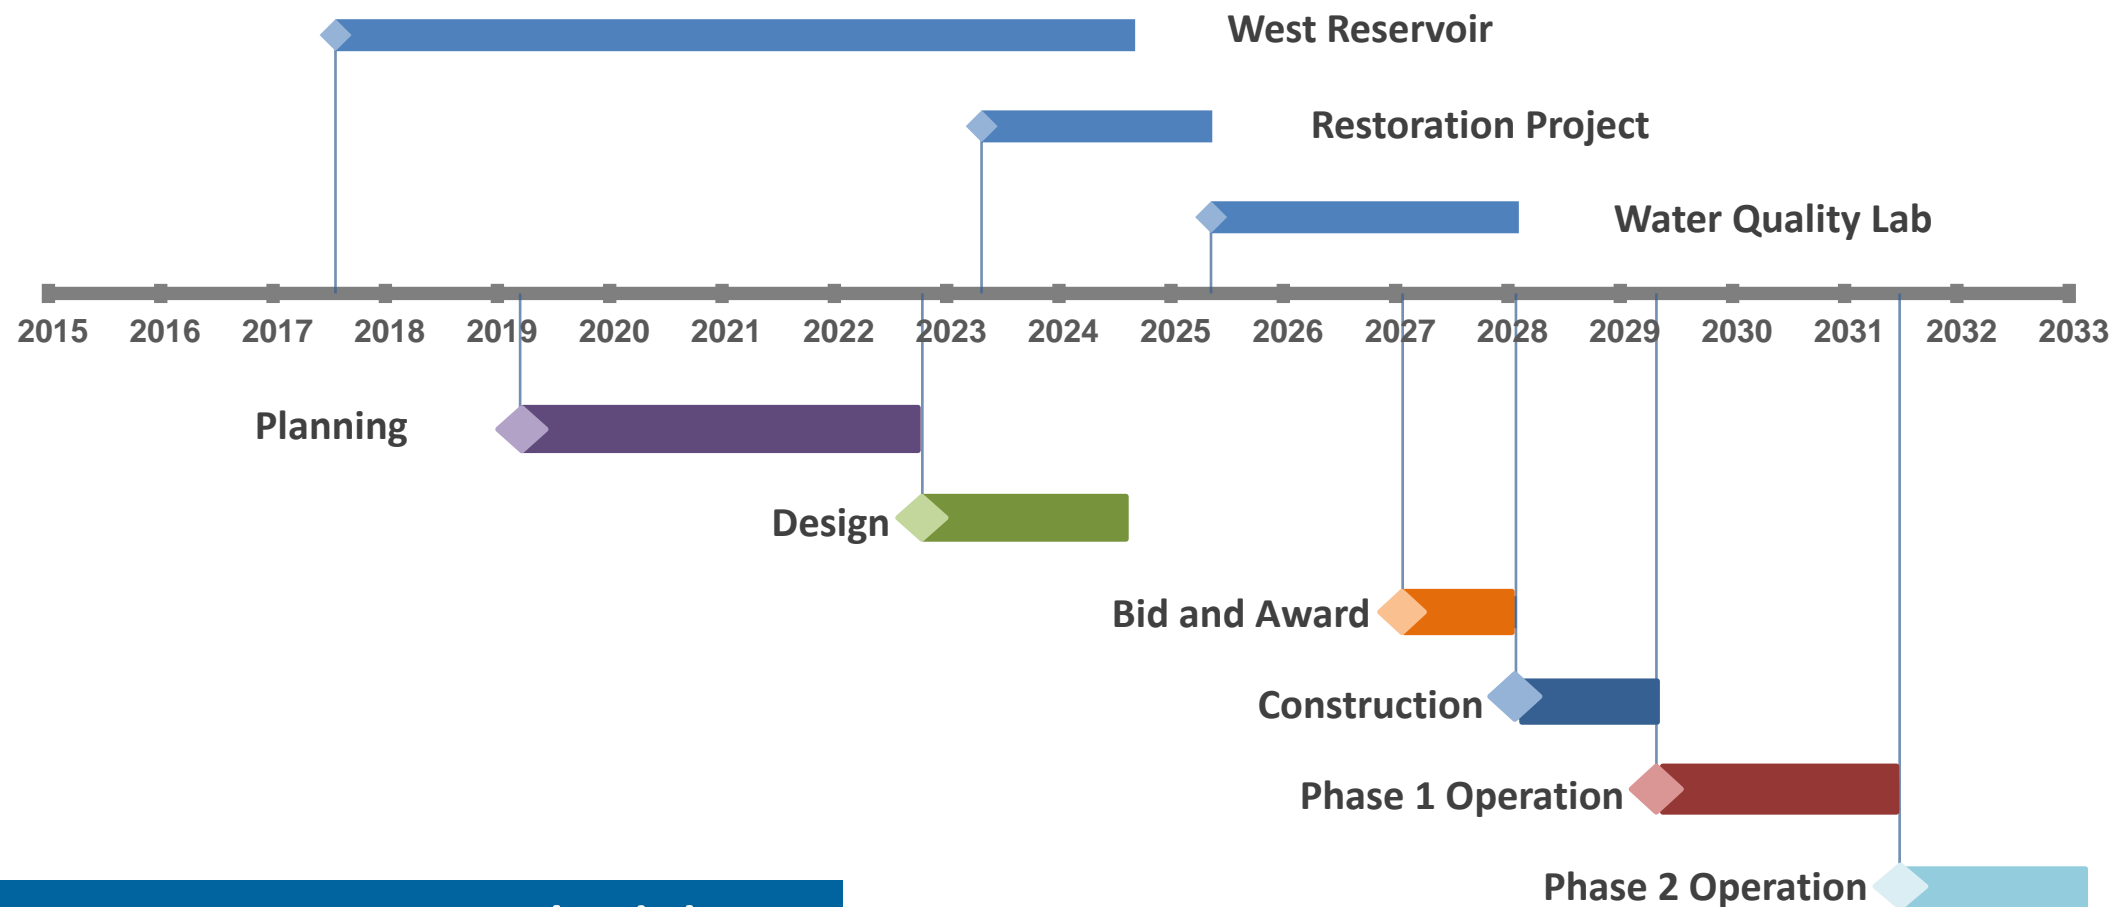 West Reservoir
Restoration Project
Water Quality Lab
2015 2016 2017 2018 2019 2020 2021 2022 2023 2024 2025 2026 2027 2028 2029 2030 2031 2032 2033
Planning
Design
Bid and Award
Construction
Phase 1 Operation
Phase 2 Operation